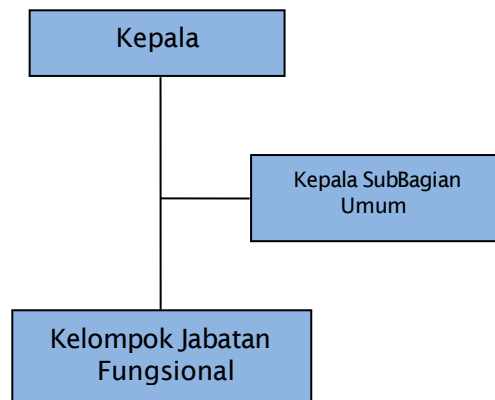 Kepala
Kepala SubBagian
Umum
Kelompok Jabatan
Fungsional